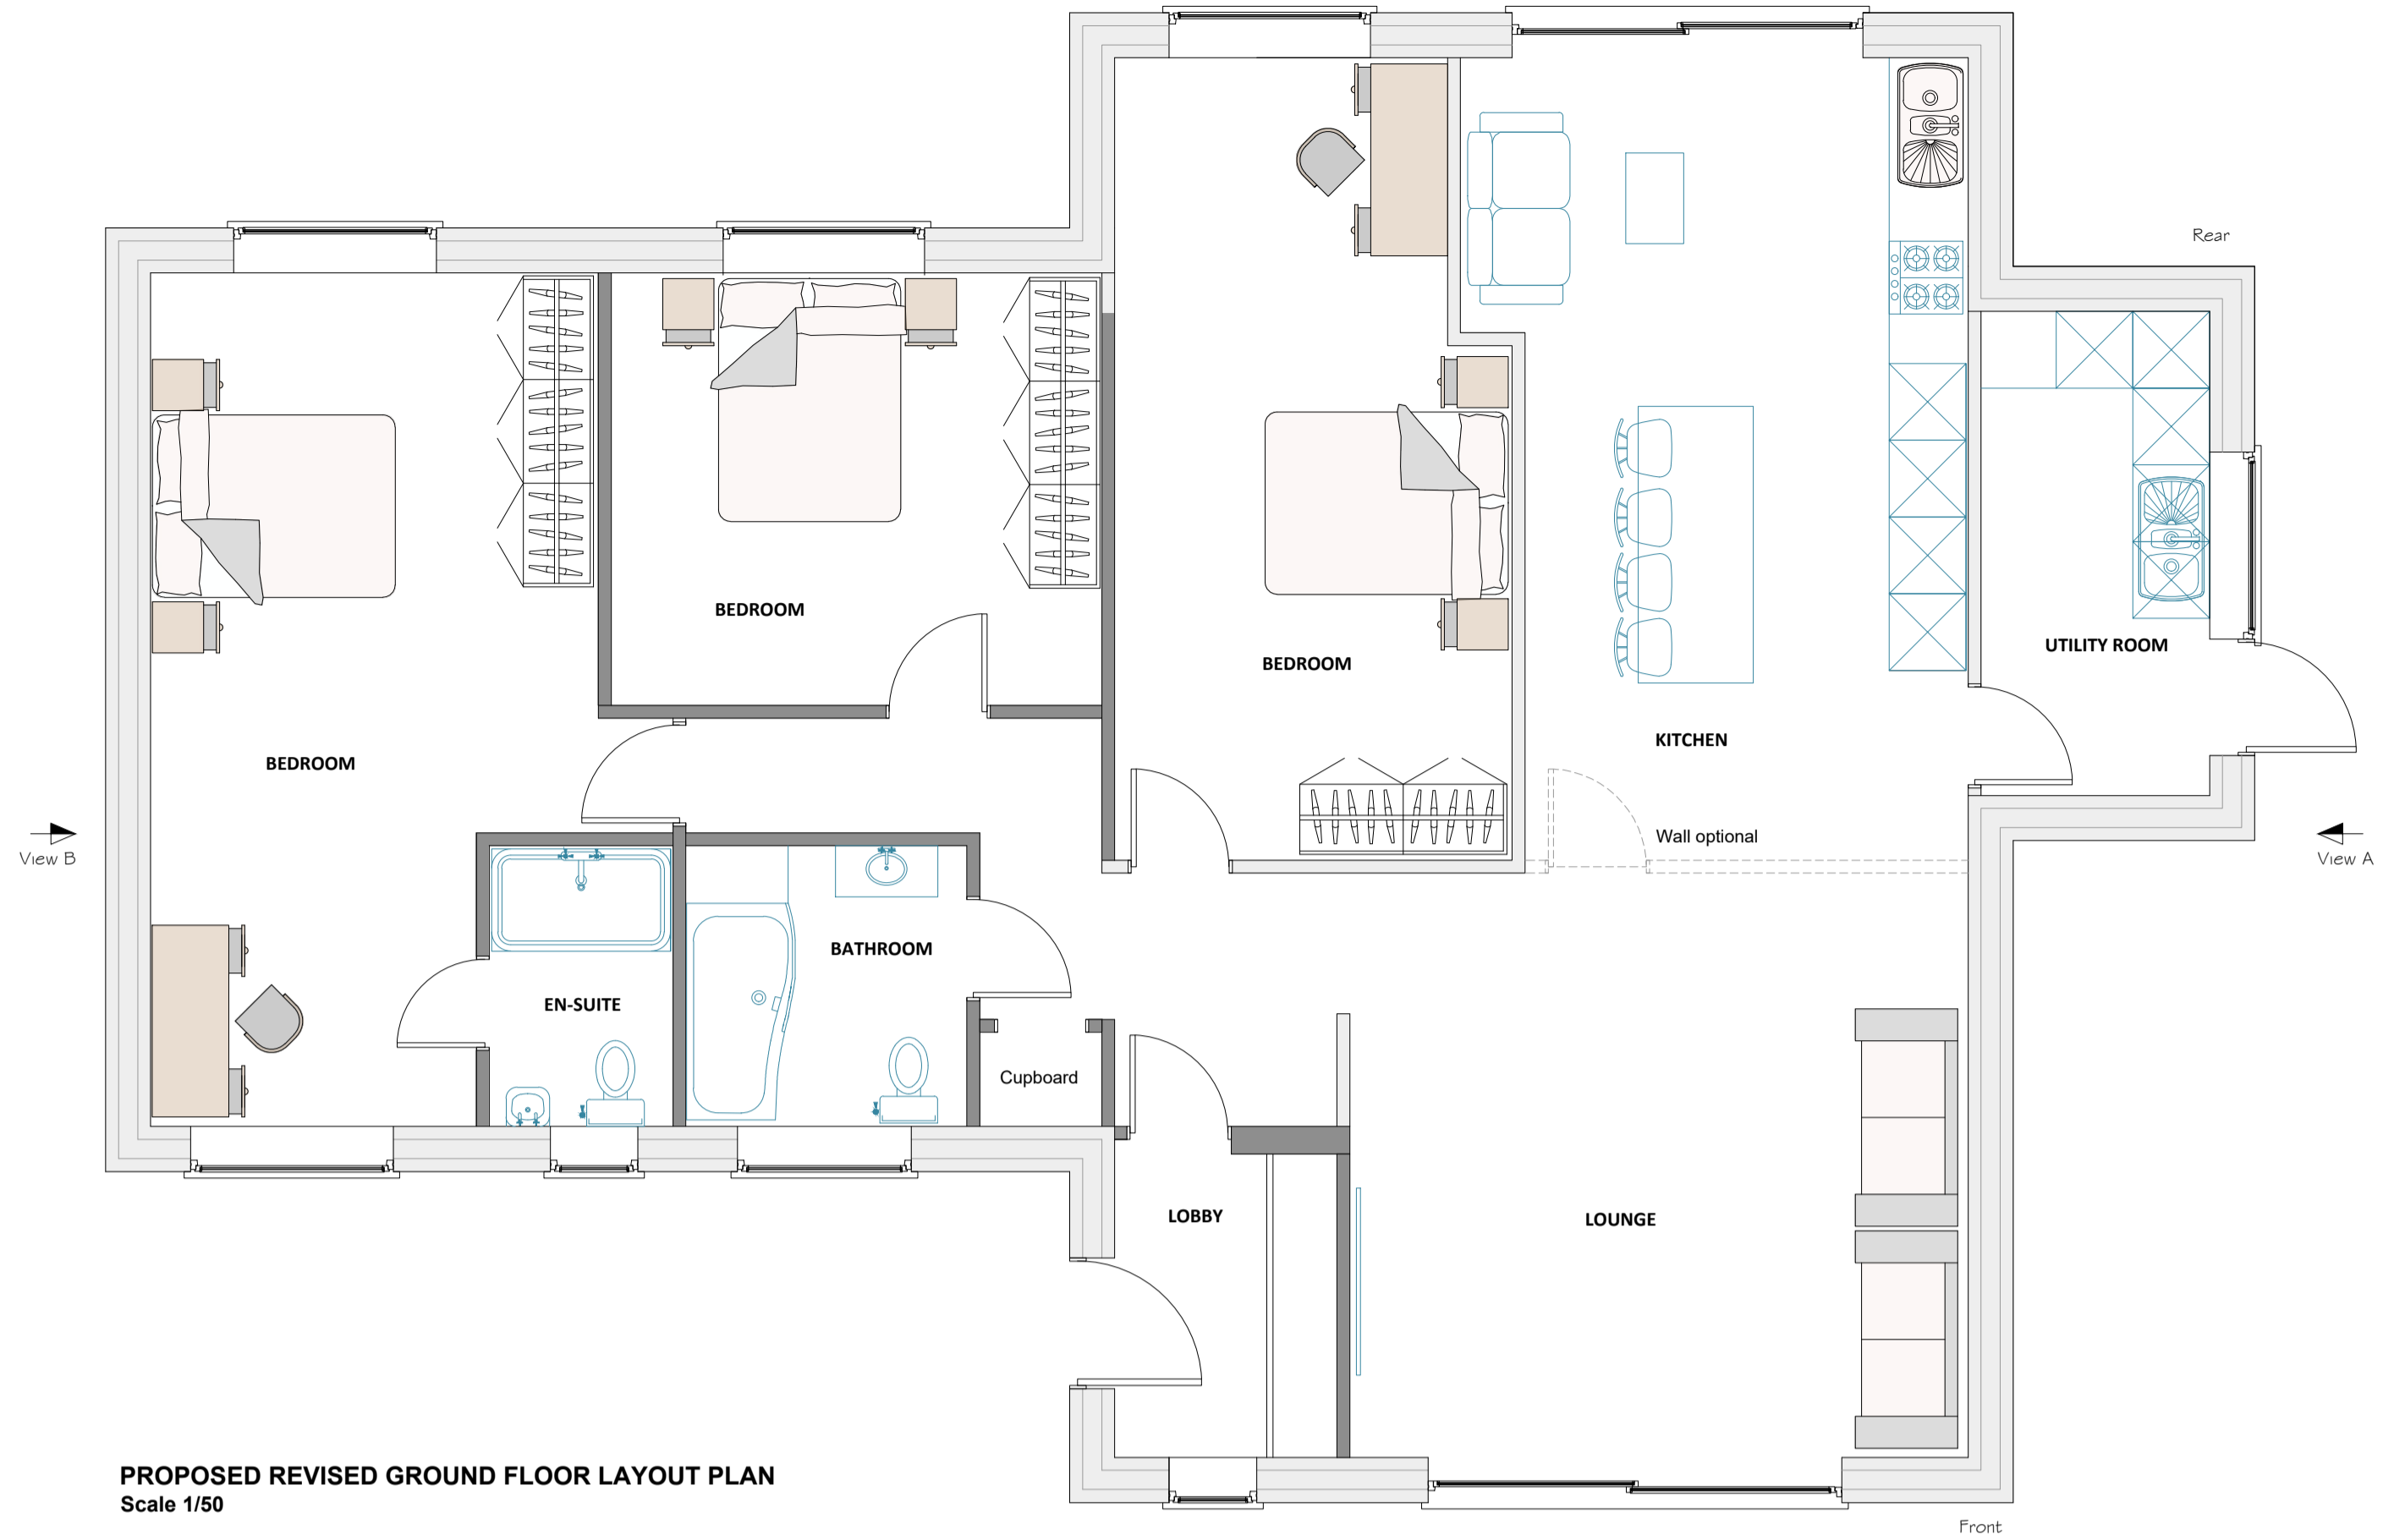 Rear
BEDROOM
UTILITY ROOM
BEDROOM
KITCHEN
BEDROOM
Wall optional
View B
View A
BATHROOM
EN-SUITE
Cupboard
LOBBY
LOUNGE
PROPOSED REVISED GROUND FLOOR LAYOUT PLAN
Scale 1/50
Front